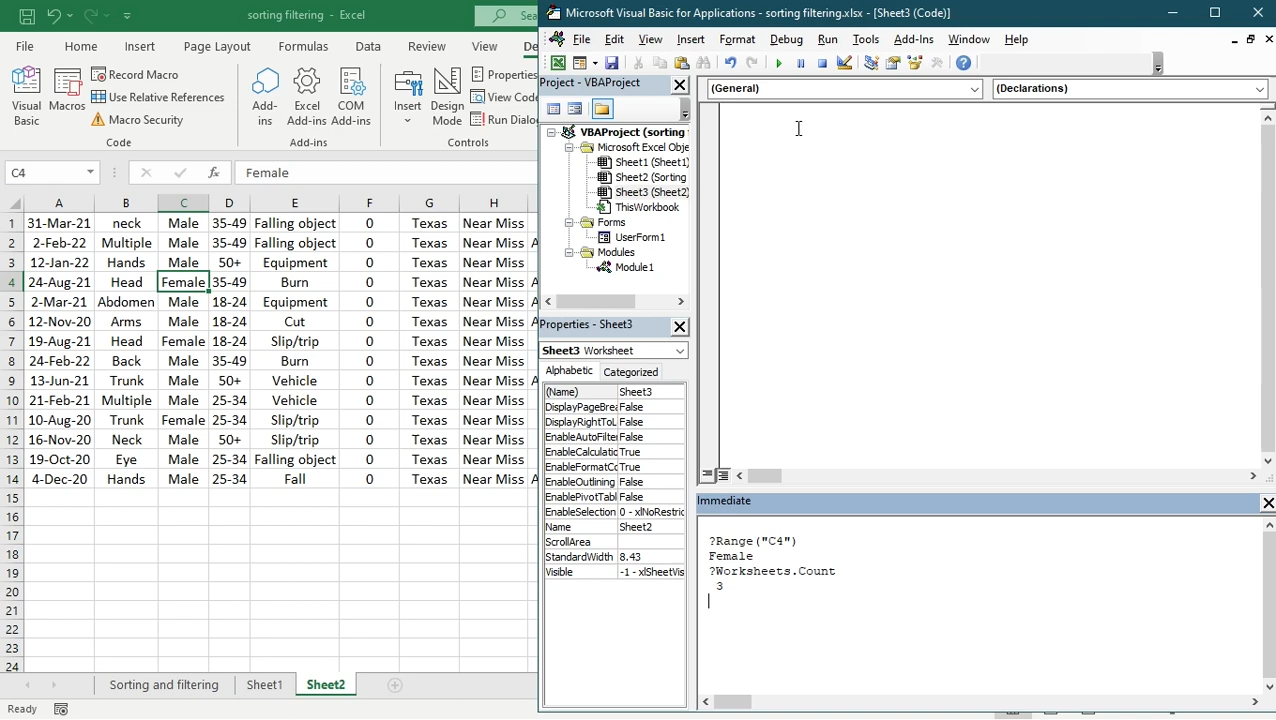 sorting filtering - Excel
File Home Insert Page Layout Formulas Data Review View
Visual Basic
Macros
Record Macro
Use Relative References
Macro Security
Code
Add-ins
Excel Add-ins
COM Add-ins
Add-ins
Insert
Design Mode
Properties
View Code
Run Dialo
Controls
C4
fx
Female
A B C D E F G H
1 31-Mar-21 neck Male 35-49 Falling object 0 Texas Near Miss
2 2-Feb-22 Multiple Male 35-49 Falling object 0 Texas Near Miss A
3 12-Jan-22 Hands Male 50+ Equipment 0 Texas Near Miss
4 24-Aug-21 Head Female 35-49 Burn 0 Texas Near Miss A
5 2-Mar-21 Abdomen Male 18-24 Equipment 0 Texas Near Miss A
6 12-Nov-20 Arms Male 18-24 Cut 0 Texas Near Miss A
7 19-Aug-21 Head Female 18-24 Slip/trip 0 Texas Near Miss
8 24-Feb-22 Back Male 35-49 Burn 0 Texas Near Miss
9 13-Jun-21 Trunk Male 50+ Vehicle 0 Texas Near Miss A
10 21-Feb-21 Multiple Male 25-34 Vehicle 0 Texas Near Miss
11 10-Aug-20 Trunk Female 25-34 Slip/trip 0 Texas Near Miss
12 16-Nov-20 Neck Male 50+ Slip/trip 0 Texas Near Miss
13 19-Oct-20 Eye Male 25-34 Falling object 0 Texas Near Miss
14 4-Dec-20 Hands Male 25-34 Fall 0 Texas Near Miss A
15
16
17
18
19
20
21
22
23
24
Sorting and filtering Sheet1 Sheet2
Ready
Microsoft Visual Basic for Applications - sorting filtering.xlsx - [Sheet3 (Code)]
File Edit View Insert Format Debug Run Tools Add-Ins Window Help
Project - VBAProject
VBAProject (sorting
Microsoft Excel Obje
Sheet1 (Sheet1)
Sheet2 (Sorting
Sheet3 (Sheet2)
ThisWorkbook
Forms
UserForm1
Modules
Module1
Properties - Sheet3
Sheet3 Worksheet
Alphabetic Categorized
(Name) Sheet3
DisplayPageBrea False
DisplayRightToL False
EnableAutoFilter False
EnableCalculatio True
EnableFormatCo True
EnableOutlining False
EnablePivotTabl False
EnableSelection 0 - xlNoRestric
Name Sheet2
ScrollArea
StandardWidth 8.43
Visible -1 - xlSheetVis
(General) (Declarations)
Immediate
?Range("C4")
Female
?Worksheets.Count
3